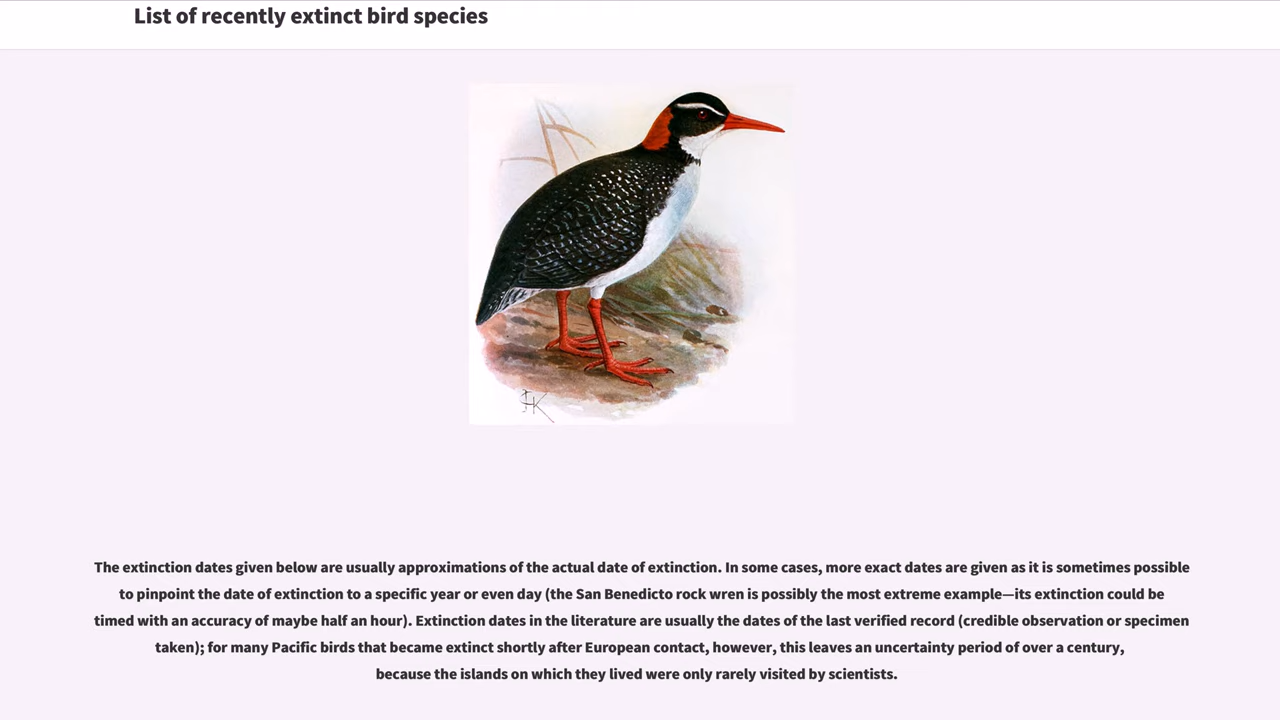 List of recently extinct bird species
The extinction dates given below are usually approximations of the actual date of extinction. In some cases, more exact dates are given as it is sometimes possible
to pinpoint the date of extinction to a specific year or even day (the San Benedicto rock wren is possibly the most extreme example—its extinction could be
timed with an accuracy of maybe half an hour). Extinction dates in the literature are usually the dates of the last verified record (credible observation or specimen
taken); for many Pacific birds that became extinct shortly after European contact, however, this leaves an uncertainty period of over a century,
because the islands on which they lived were only rarely visited by scientists.